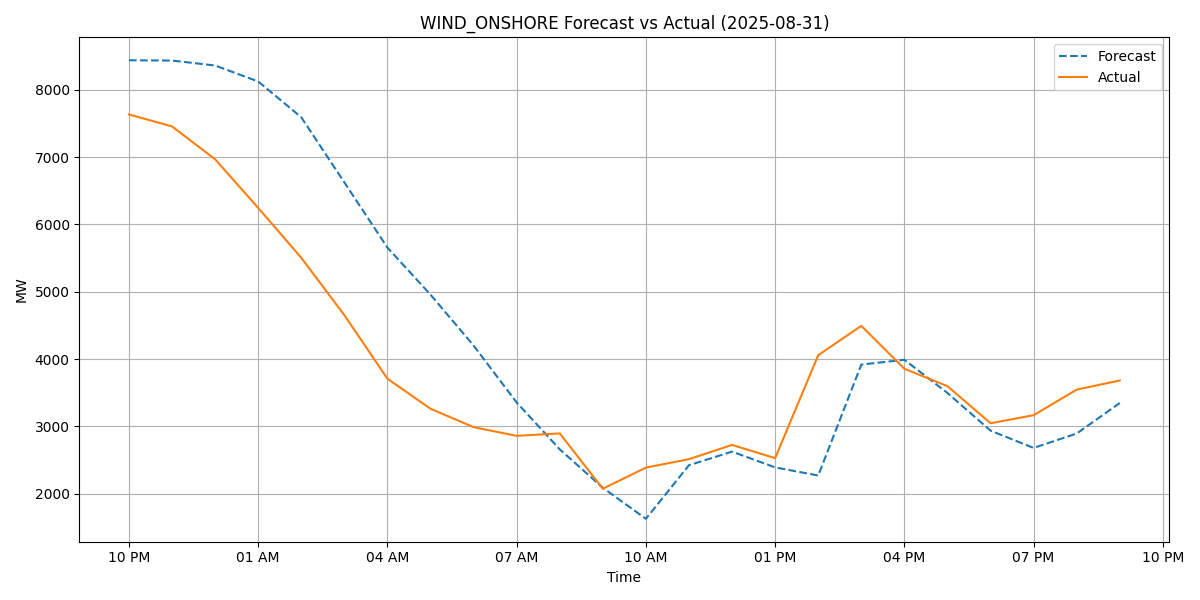 WIND_ONSHORE Forecast vs Actual (2025-08-31)
Forecast
Actual
8000
7000
6000
5000
4000
3000
2000
MW
10 PM 01 AM 04 AM 07 AM 10 AM 01 PM 04 PM 07 PM 10 PM
Time